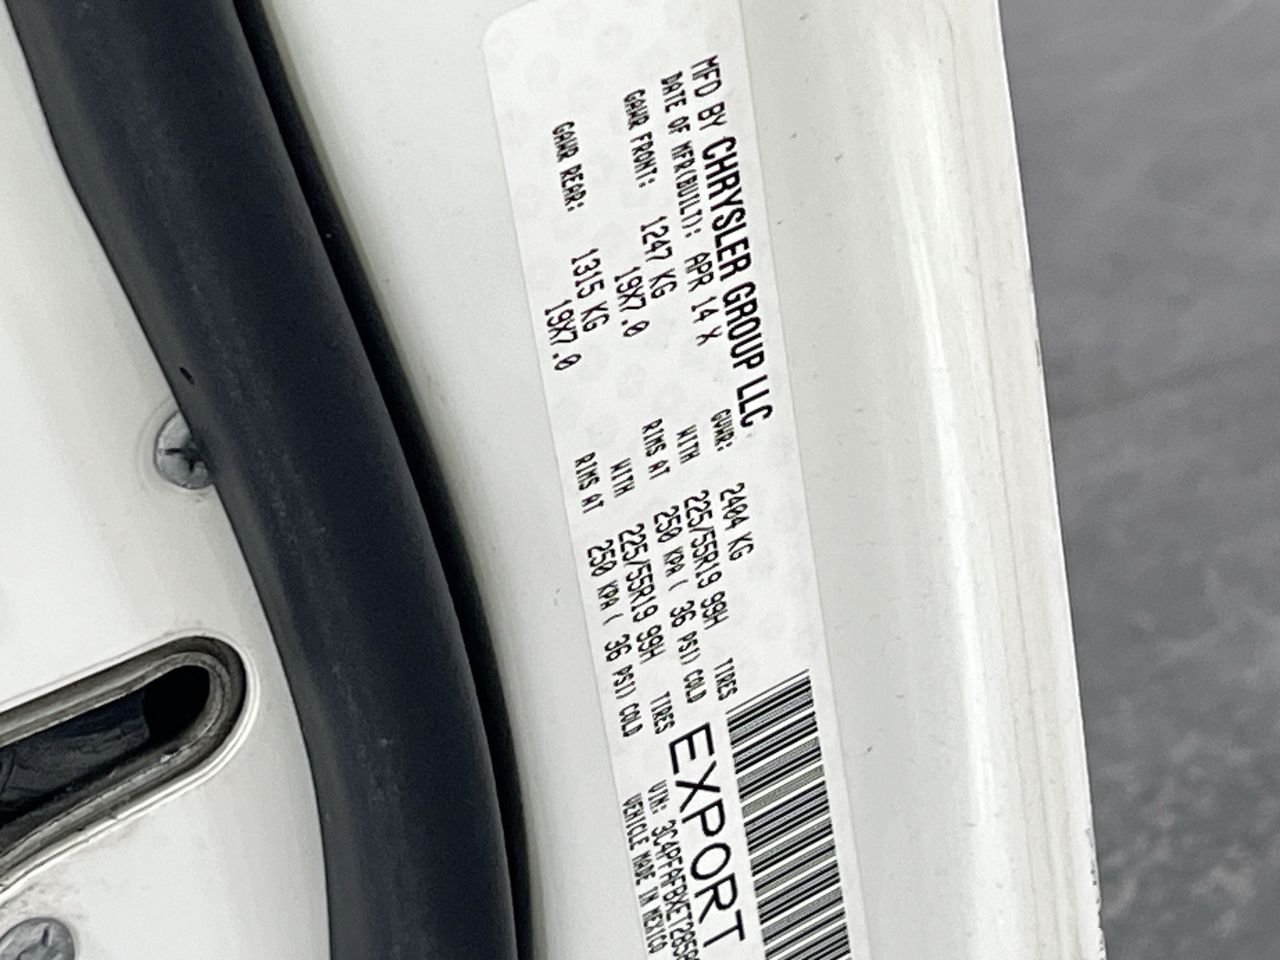 MFD BY CHRYSLER GROUP LLC
DATE OF MFR(BUILT): APR 14 X GVWR: 2404 KG
GAWR FRONT: 1247 KG WITH 225/55R19 99H TIRES
19X7.0 RIMS AT 250 KPA ( 36 PSI) COLD
GAWR REAR: 1315 KG WITH 225/55R19 99H TIRES
19X7.0 RIMS AT 250 KPA ( 36 PSI) COLD
EXPORT
VIN:
VEHICLE MADE IN MEXICO